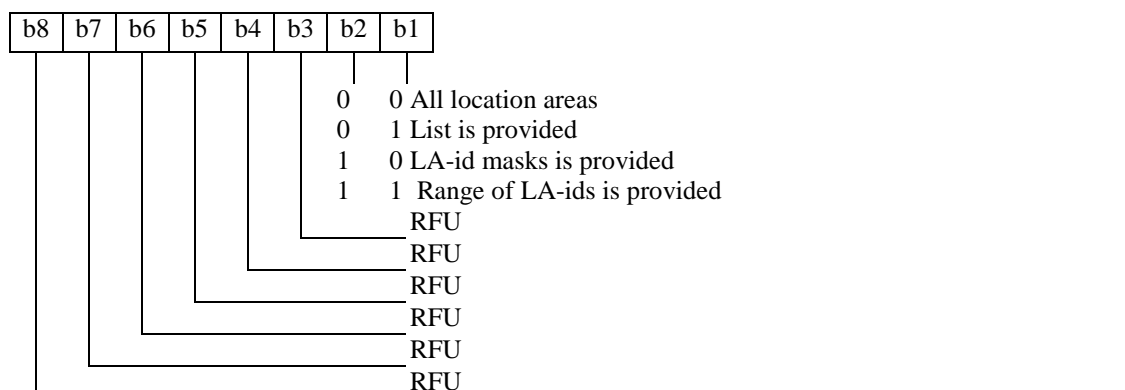 b8 b7 b6 b5 b4 b3 b2 b1
0 0 All location areas
0 1 List is provided
1 0 LA-id masks is provided
1 1 Range of LA-ids is provided
RFU
RFU
RFU
RFU
RFU
RFU